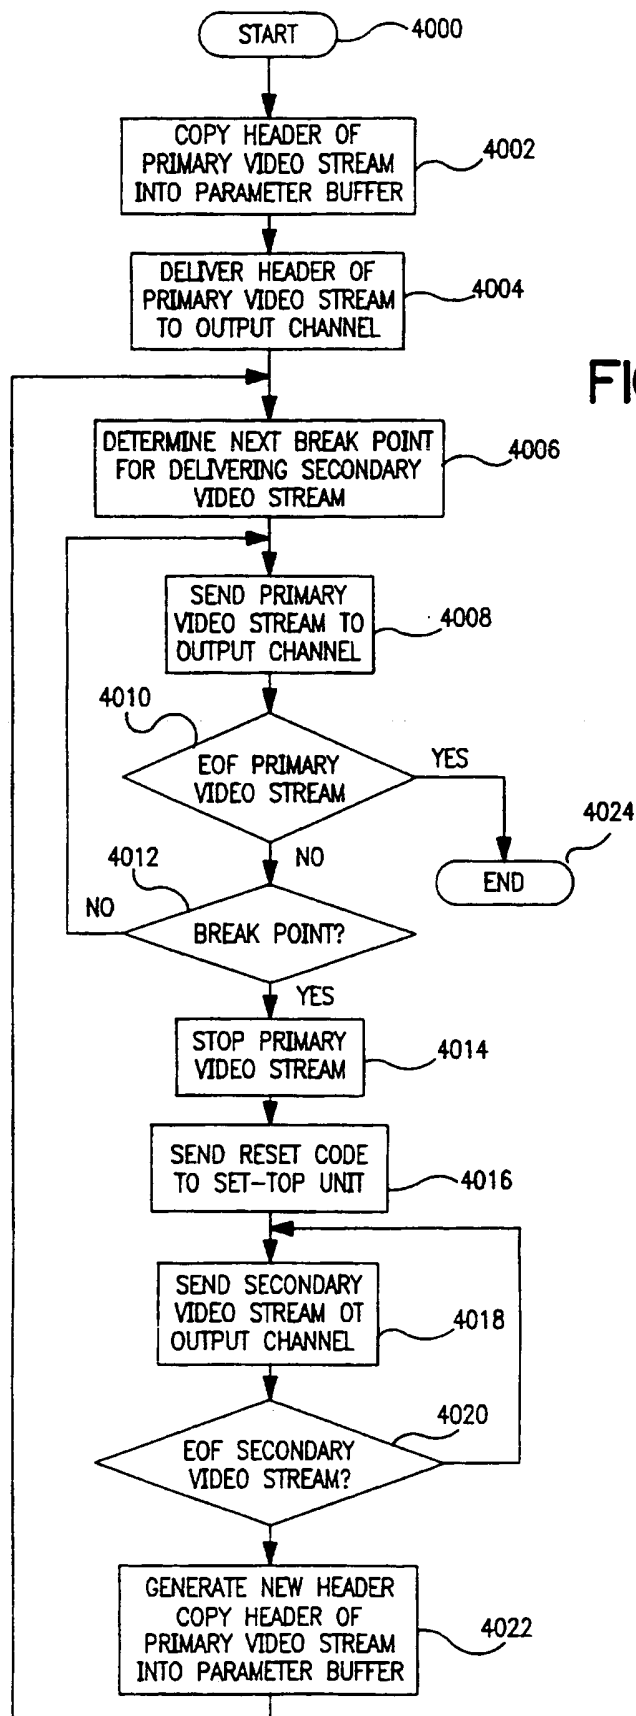 START
4000
COPY HEADER OF
PRIMARY VIDEO STREAM
INTO PARAMETER BUFFER
4002
DELIVER HEADER OF
PRIMARY VIDEO STREAM
TO OUTPUT CHANNEL
4004
FIG
DETERMINE NEXT BREAK POINT
FOR DELIVERING SECONDARY
VIDEO STREAM
4006
SEND PRIMARY
VIDEO STREAM TO
OUTPUT CHANNEL
4008
4010
EOF PRIMARY
VIDEO STREAM
YES
4024
END
NO
4012
NO
BREAK POINT?
YES
STOP PRIMARY
VIDEO STREAM
4014
SEND RESET CODE
TO SET-TOP UNIT
4016
SEND SECONDARY
VIDEO STREAM OT
OUTPUT CHANNEL
4018
4020
EOF SECONDARY
VIDEO STREAM?
GENERATE NEW HEADER
COPY HEADER OF
PRIMARY VIDEO STREAM
INTO PARAMETER BUFFER
4022